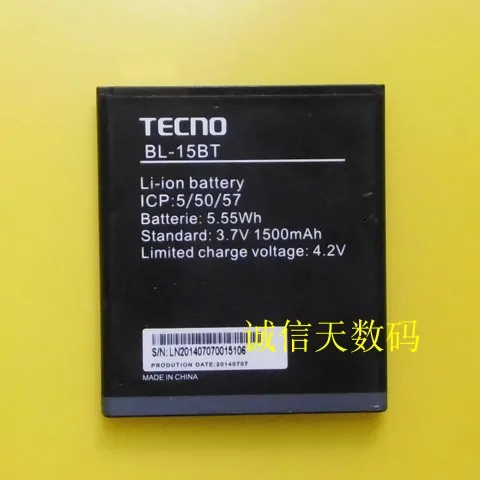 TECNO
BL-15BT
Li-ion battery
ICP:5/50/57
Batterie: 5.55Wh
Standard: 3.7V 1500mAh
Limited charge voltage: 4.2V
诚信天数码
S/N: LN201407070015106
PRODUTION DATE: 20140707
MADE IN CHINA